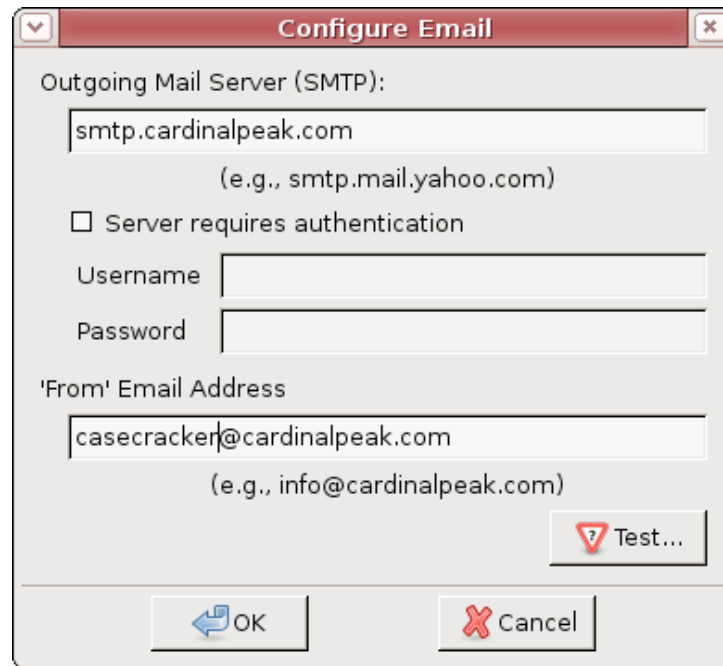 Configure Email
Outgoing Mail Server (SMTP):
smtp.cardinalpeak.com
(e.g., smtp.mail.yahoo.com)
Server requires authentication
Username
Password
'From' Email Address
casecracker@cardinalpeak.com
(e.g., info@cardinalpeak.com)
? Test...
OK Cancel